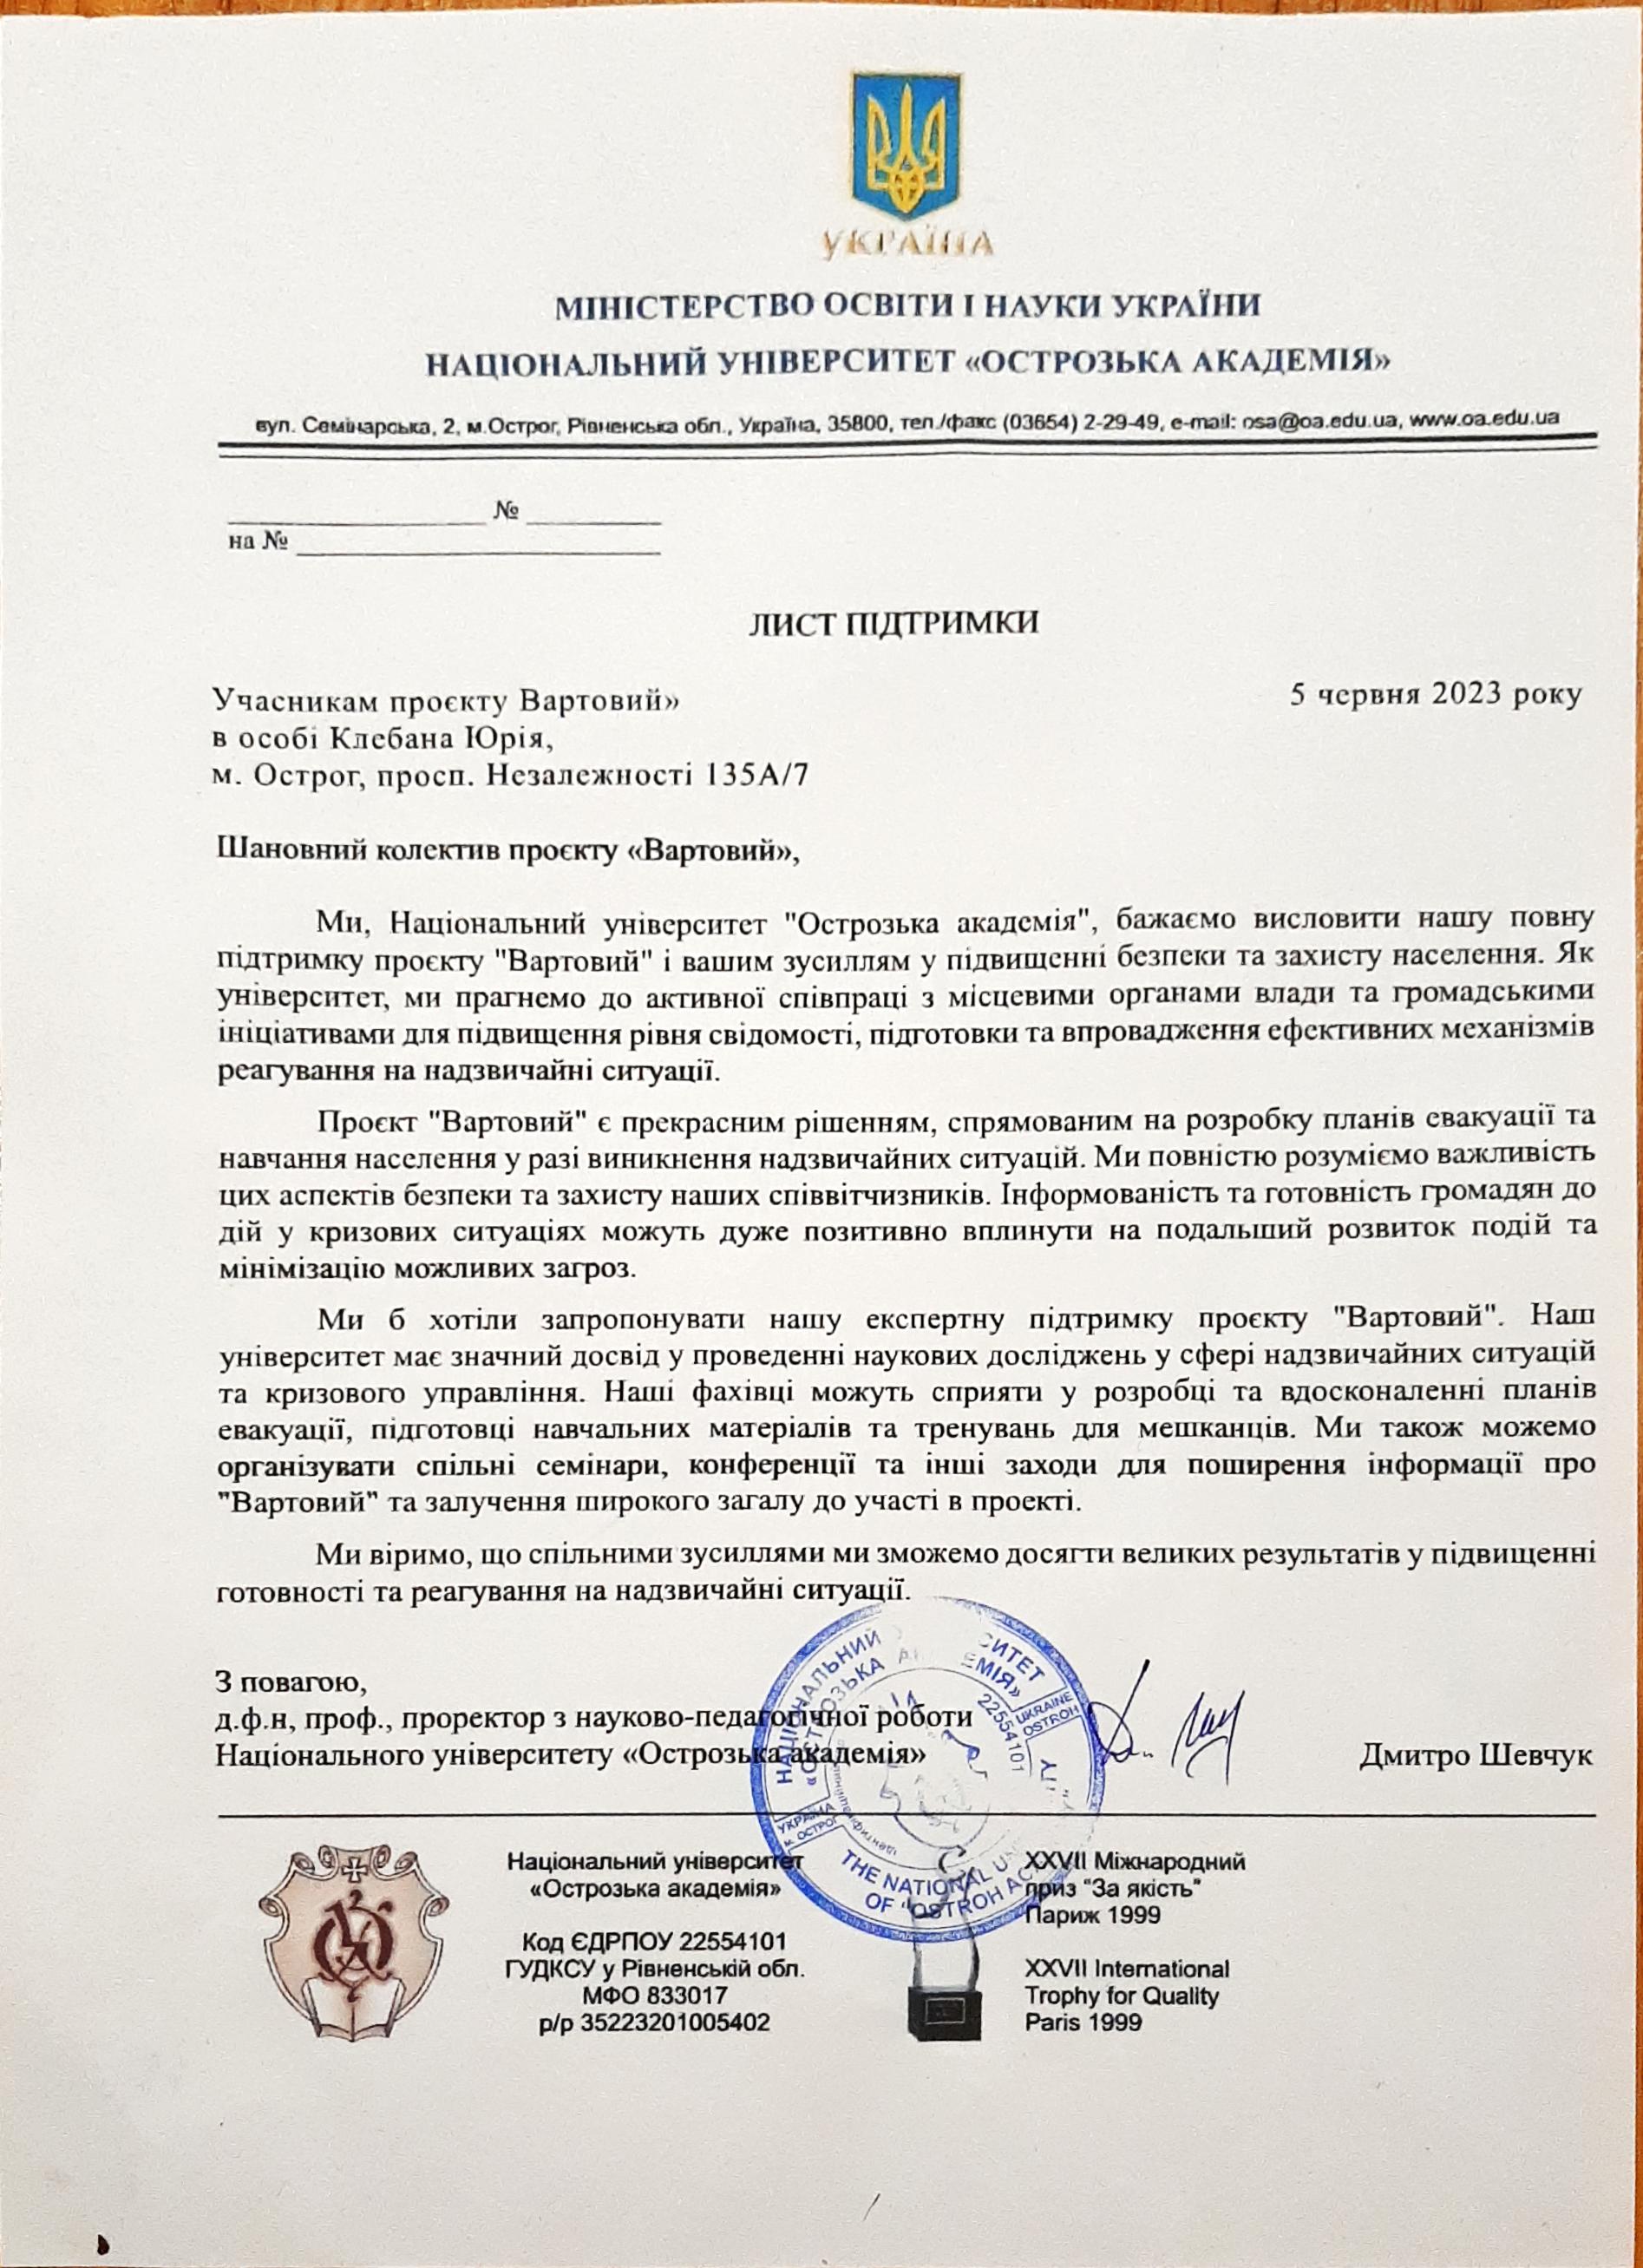 УКРАЇНА
МІНІСТЕРСТВО ОСВІТИ І НАУКИ УКРАЇНИ
НАЦІОНАЛЬНИЙ УНІВЕРСИТЕТ «ОСТРОЗЬКА АКАДЕМІЯ»
вул. Семінарська, 2, м.Острог, Рівненська обл., Україна, 35800, тел./факс (03654) 2-29-49, e-mail: osa@oa.edu.ua, www.oa.edu.ua
____________________ № __________
на № ____________________________
ЛИСТ ПІДТРИМКИ
Учасникам проєкту Вартовий»
5 червня 2023 року
в особі Клебана Юрія,
м. Острог, просп. Незалежності 135А/7
Шановний колектив проєкту «Вартовий»,
Ми, Національний університет "Острозька академія", бажаємо висловити нашу повну
підтримку проєкту "Вартовий" і вашим зусиллям у підвищенні безпеки та захисту населення. Як
університет, ми прагнемо до активної співпраці з місцевими органами влади та громадськими
ініціативами для підвищення рівня свідомості, підготовки та впровадження ефективних механізмів
реагування на надзвичайні ситуації.
Проєкт "Вартовий" є прекрасним рішенням, спрямованим на розробку планів евакуації та
навчання населення у разі виникнення надзвичайних ситуацій. Ми повністю розуміємо важливість
цих аспектів безпеки та захисту наших співвітчизників. Інформованість та готовність громадян до
дій у кризових ситуаціях можуть дуже позитивно вплинути на подальший розвиток подій та
мінімізацію можливих загроз.
Ми б хотіли запропонувати нашу експертну підтримку проєкту "Вартовий". Наш
університет має значний досвід у проведенні наукових досліджень у сфері надзвичайних ситуацій
та кризового управління. Наші фахівці можуть сприяти у розробці та вдосконаленні планів
евакуації, підготовці навчальних матеріалів та тренувань для мешканців. Ми також можемо
організувати спільні семінари, конференції та інші заходи для поширення інформації про
"Вартовий" та залучення широкого загалу до участі в проекті.
Ми віримо, що спільними зусиллями ми зможемо досягти великих результатів у підвищенні
готовності та реагування на надзвичайні ситуації.
З повагою,
д.ф.н, проф., проректор з науково-педагогічної роботи
Національного університету «Острозька академія»
Дмитро Шевчук
НАЦІОНАЛЬНИЙ
«ОСТРОЗЬКА
22554101
UKRAINE
OSTROH
УКРАЇНА
м. ОСТРОГ
THE NATIONAL
OF "OSTROH
Національний університет
«Острозька академія»
Код ЄДРПОУ 22554101
ГУДКСУ у Рівненській обл.
МФО 833017
р/р 35223201005402
XXVII Міжнародний
приз "За якість"
Париж 1999
XXVII International
Trophy for Quality
Paris 1999